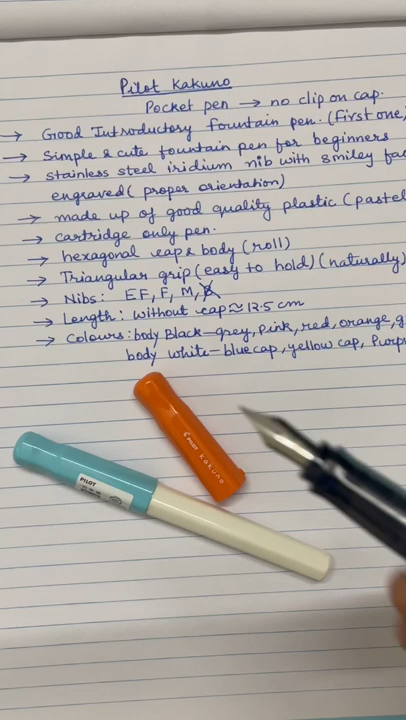 Pilot Kakuno
Pocket pen → no clip on cap.
→ Good Introductory fountain pen. (First one,
→ Simple & cute fountain pen for beginners
→ stainless steel iridium nib with smiley fac
engraved (proper orientation)
→ made up of good quality plastic (pastel
→ cartridge only pen.
→ hexagonal cap & body (roll)
→ Triangular grip (easy to hold) (naturally)
→ Nibs: EF, F, M,
→ Length: without cap ≈ 12.5 cm
→ Colours: body Black - grey, pink, red, orange, g
body white - blue cap, yellow cap, Purp
PILOT kakuno
PILOT